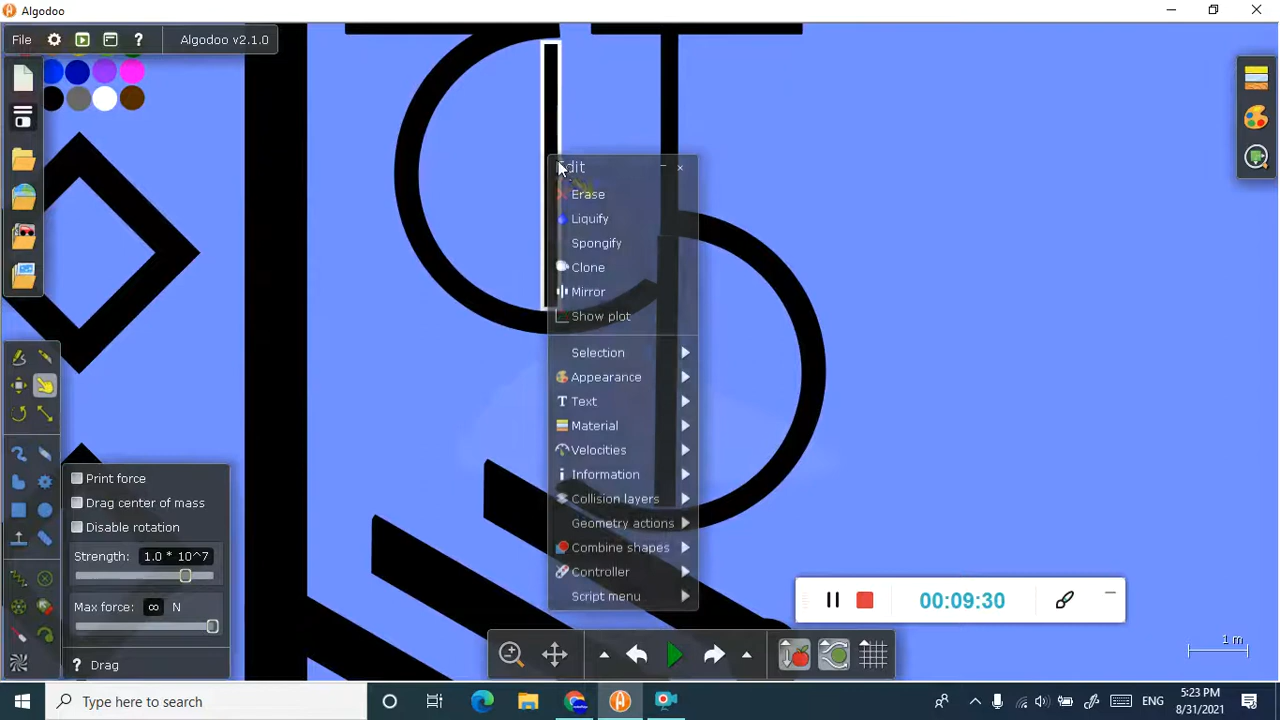 Algodoo
File
?
Algodoo v2.1.0
Edit
Erase
Liquify
Spongify
Clone
Mirror
Show plot
Selection
Appearance
T Text
Material
Velocities
i Information
Collision layers
Geometry actions
Combine shapes
Controller
Script menu
Print force
Drag center of mass
Disable rotation
Strength: 1.0 * 10^7
Max force: ∞ N
? Drag
00:09:30
1 m
Type here to search
ENG
5:23 PM
8/31/2021